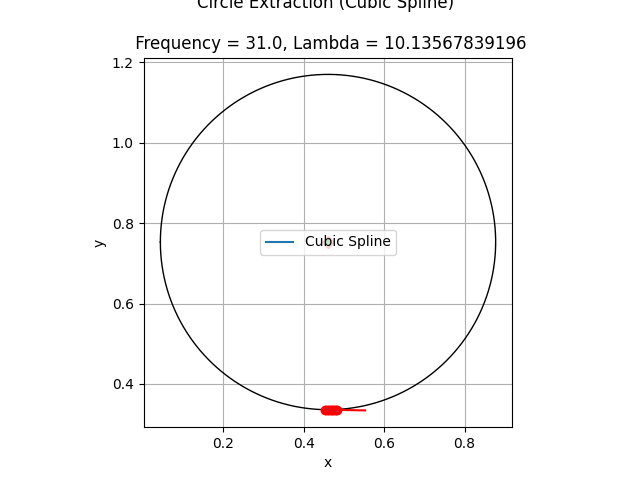 Circle Extraction (Cubic Spline)
Frequency = 31.0, Lambda = 10.13567839196
1.2
1.0
0.8
0.6
0.4
y
Cubic Spline
0.2
0.4
0.6
0.8
x